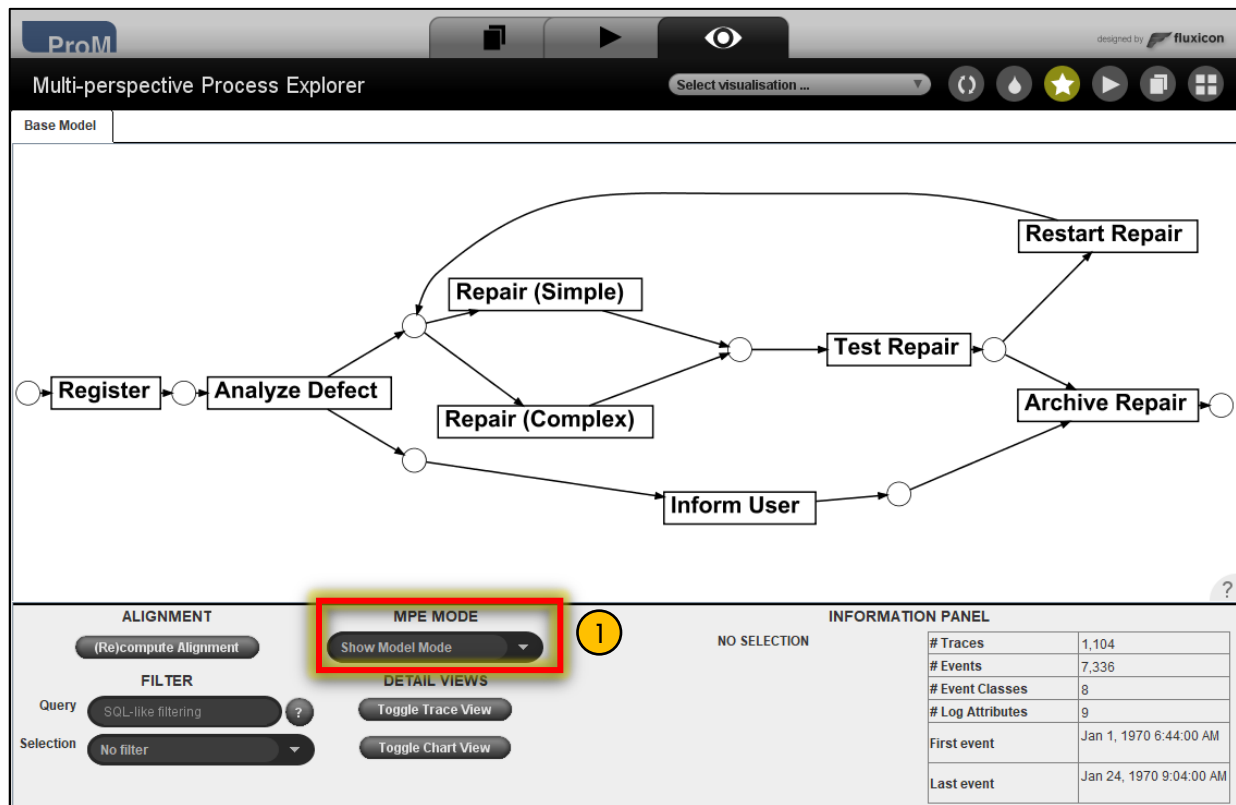 ProM
designed by fluxicon
Multi-perspective Process Explorer
Select visualisation ...
Base Model
Restart Repair
Repair (Simple)
Test Repair
Register
Analyze Defect
Archive Repair
Repair (Complex)
Inform User
?
ALIGNMENT
(Re)compute Alignment
FILTER
Query
SQL-like filtering
?
Selection
No filter
MPE MODE
Show Model Mode
1
DETAIL VIEWS
Toggle Trace View
Toggle Chart View
INFORMATION PANEL
NO SELECTION
# Traces 1,104
# Events 7,336
# Event Classes 8
# Log Attributes 9
First event Jan 1, 1970 6:44:00 AM
Last event Jan 24, 1970 9:04:00 AM